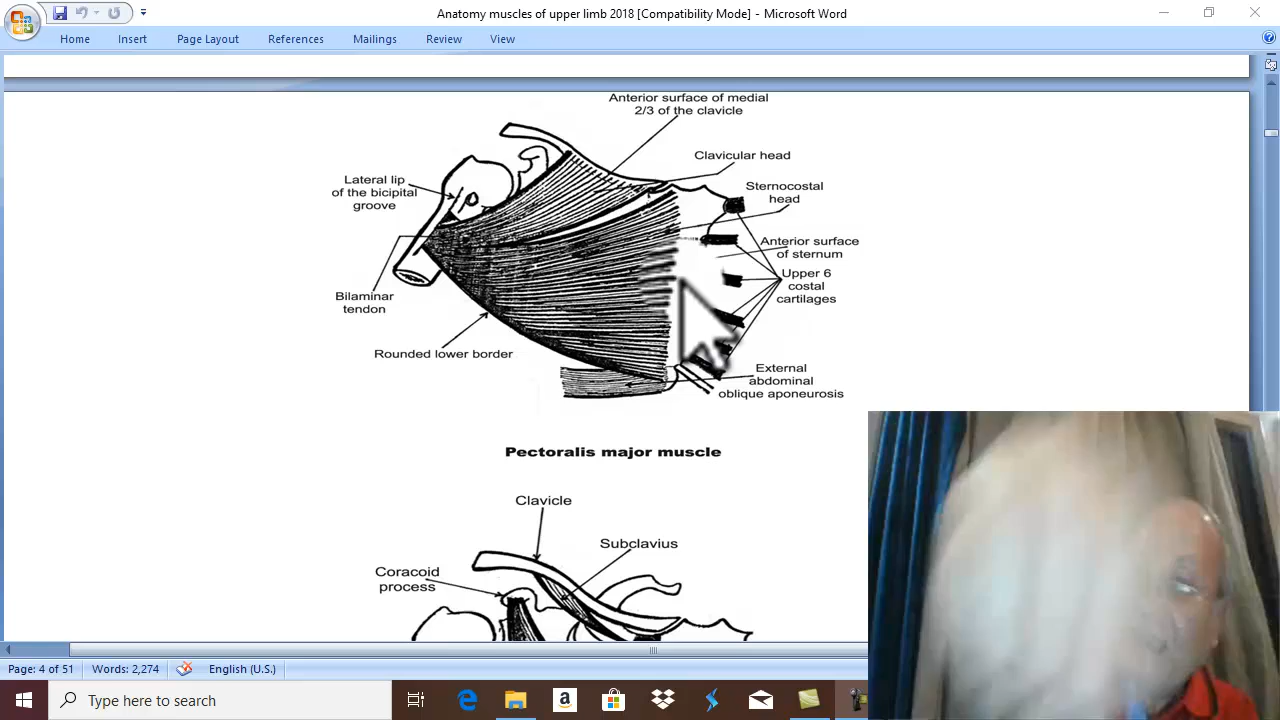 Antomy muscles of upper limb 2018 [Compatibility Mode] - Microsoft Word
Home Insert Page Layout References Mailings Review View
Anterior surface of medial
2/3 of the clavicle
Clavicular head
Lateral lip
of the bicipital
groove
Sternocostal
head
Anterior surface
of sternum
Upper 6
costal
cartilages
Bilaminar
tendon
Rounded lower border
External
abdominal
oblique aponeurosis
Pectoralis major muscle
Clavicle
Subclavius
Coracoid
process
Page: 4 of 51 Words: 2,274 English (U.S.)
Type here to search